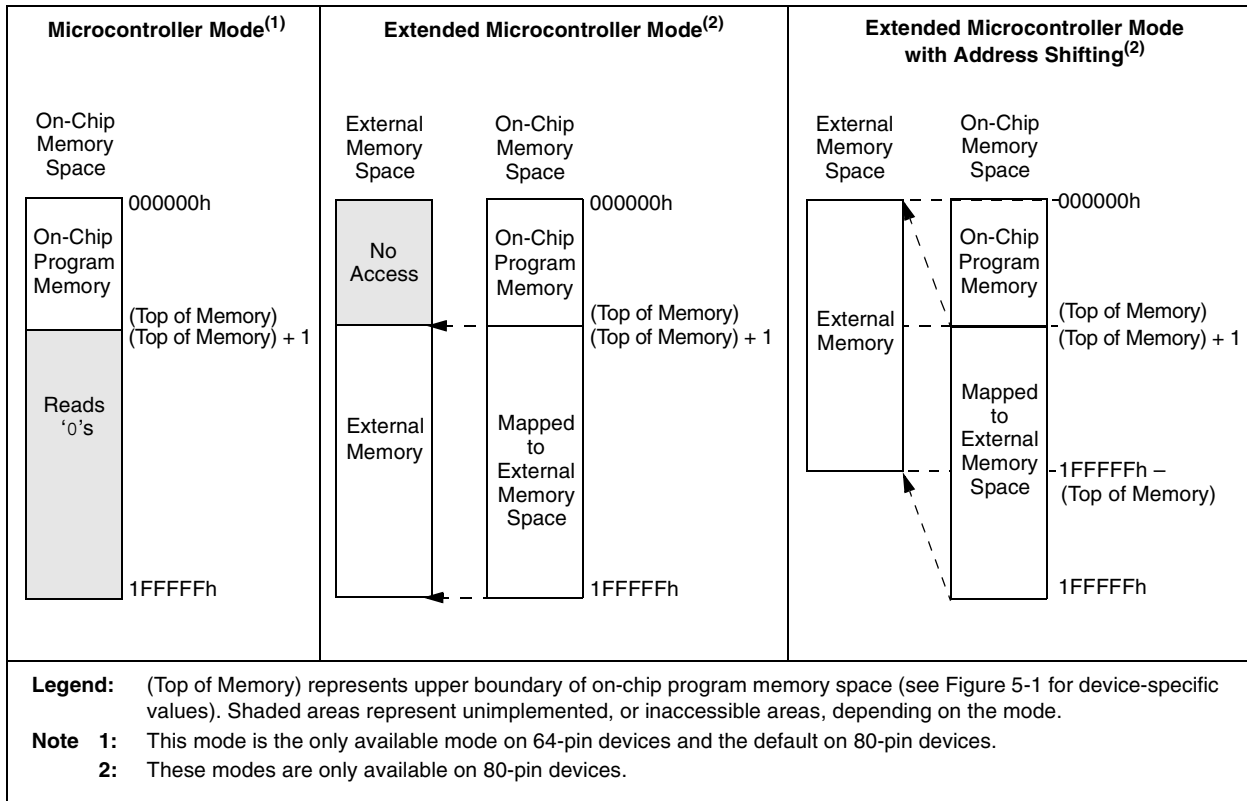 Microcontroller Mode(1)
On-Chip
Memory
Space
000000h
On-Chip
Program
Memory
(Top of Memory)
(Top of Memory) + 1
Reads
‘0’s
1FFFFFh
Extended Microcontroller Mode(2)
External
Memory
Space
On-Chip
Memory
Space
000000h
No
Access
On-Chip
Program
Memory
(Top of Memory)
(Top of Memory) + 1
External
Memory
Mapped
to
External
Memory
Space
1FFFFFh
Extended Microcontroller Mode
with Address Shifting(2)
External
Memory
Space
On-Chip
Memory
Space
000000h
On-Chip
Program
Memory
External
Memory
(Top of Memory)
(Top of Memory) + 1
Mapped
to
External
Memory
Space
1FFFFFh –
(Top of Memory)
1FFFFFh
Legend: (Top of Memory) represents upper boundary of on-chip program memory space (see Figure 5-1 for device-specific
values). Shaded areas represent unimplemented, or inaccessible areas, depending on the mode.
Note 1: This mode is the only available mode on 64-pin devices and the default on 80-pin devices.
2: These modes are only available on 80-pin devices.